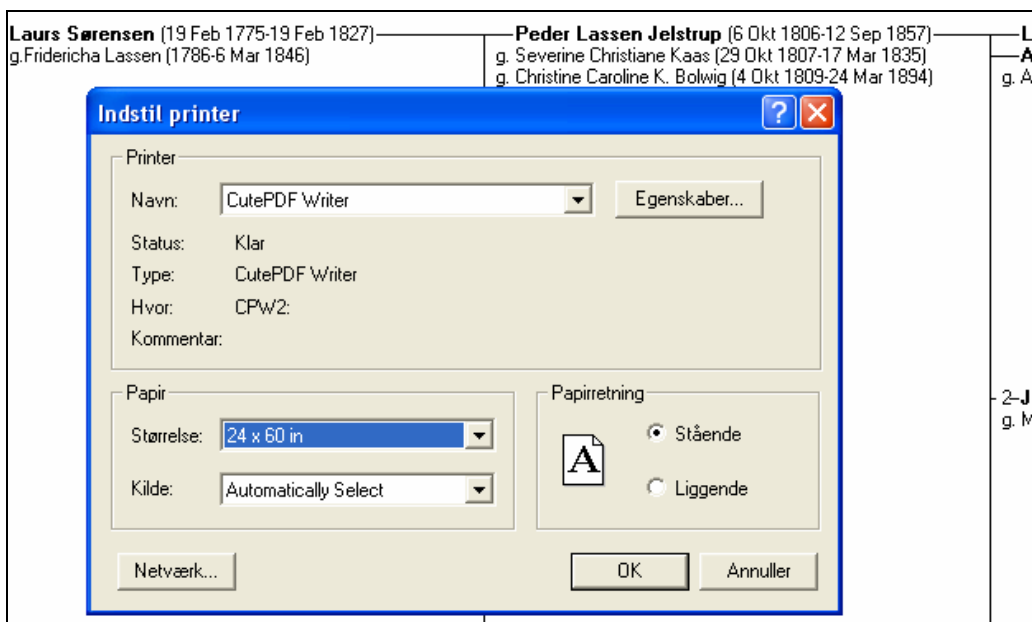 Laurs Sørensen (19 Feb 1775-19 Feb 1827) Peder Lassen Jelstrup (6 Okt 1806-12 Sep 1857) L
g.Fridericha Lassen (1786-6 Mar 1846) g. Severine Christiane Kaas (29 Okt 1807-17 Mar 1835) A
g. Christine Caroline K. Bolwig (4 Okt 1809-24 Mar 1894) g. A
Indstil printer
Printer
Navn: CutePDF Writer Egenskaber...
Status: Klar
Type: CutePDF Writer
Hvor: CPW2:
Kommentar:
Papir Papirretning
2-J
Størrelse: 24 x 60 in A Stående
g. M
Kilde: Automatically Select Liggende
Netværk... OK Annuller